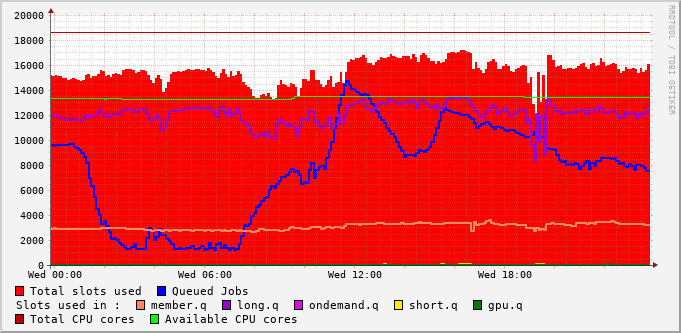 20000
18000
16000
14000
12000
10000
8000
6000
4000
2000
0
Wed 00:00 Wed 06:00 Wed 12:00 Wed 18:00
Total slots used Queued Jobs
Slots used in : member.q long.q ondemand.q short.q gpu.q
Total CPU cores Available CPU cores
RRDTOOL / TOBI OETIKER